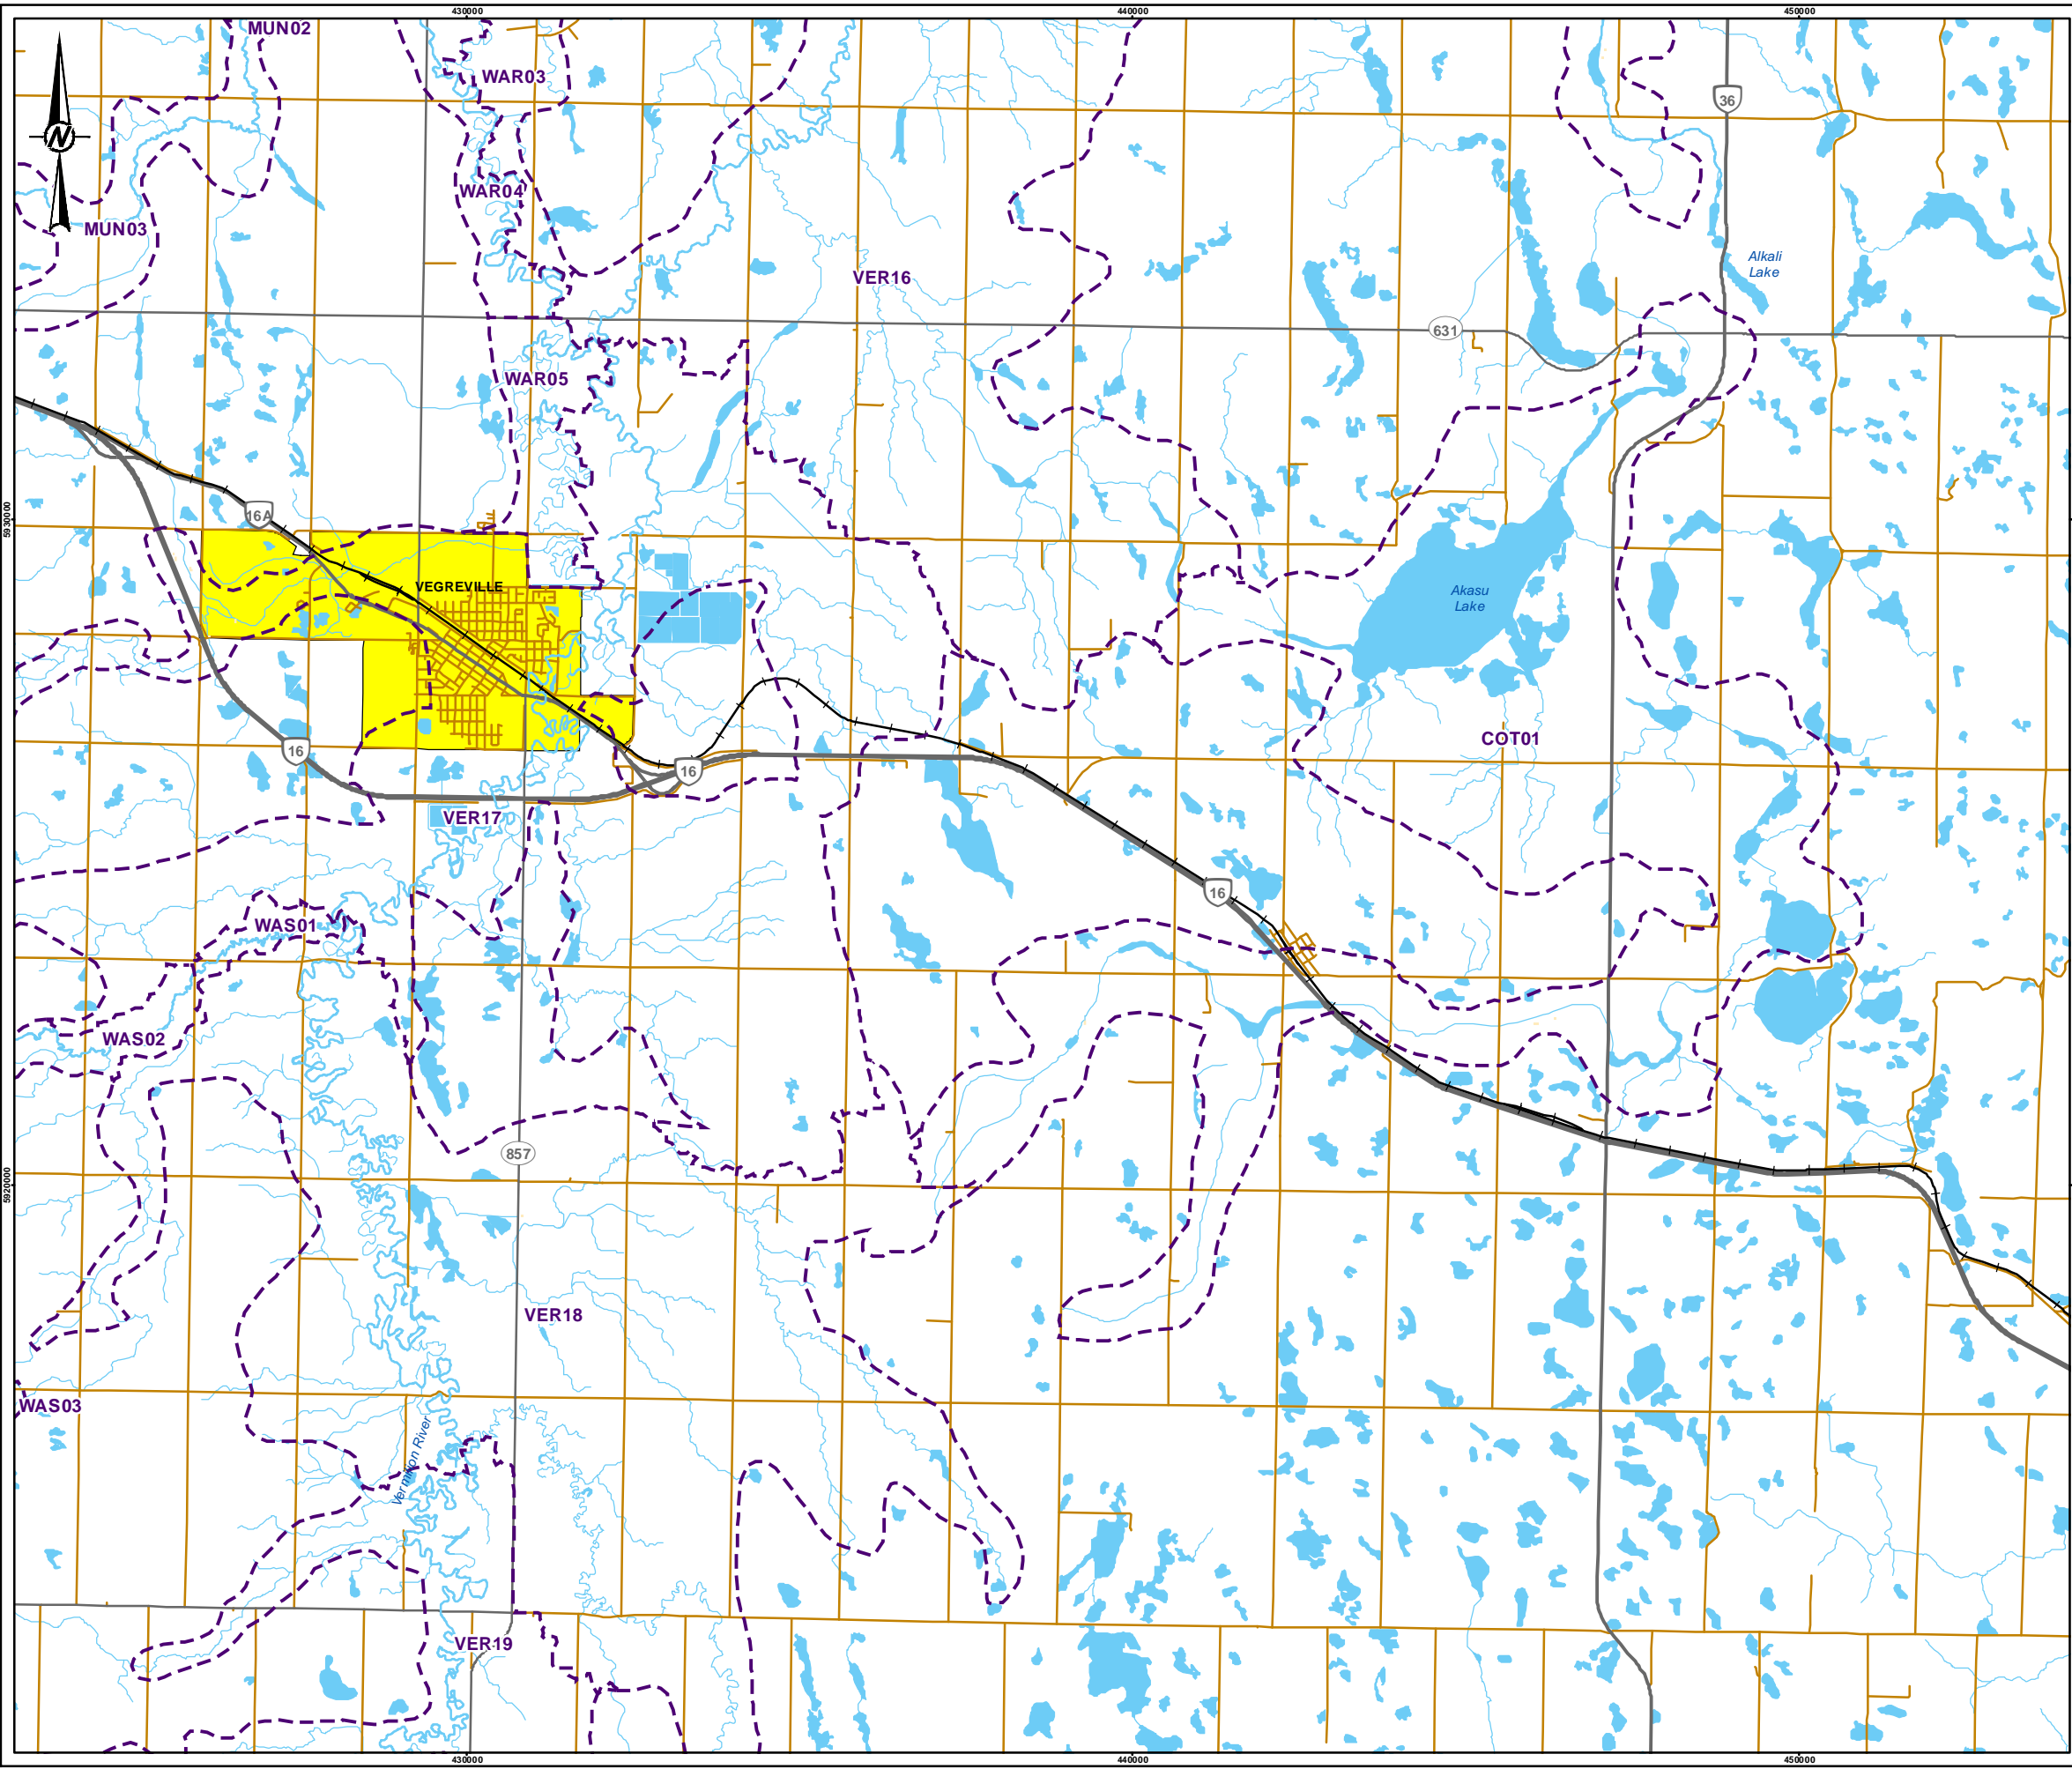 430000
440000
450000
MUN02
WAR03
36
N
WAR04
MUN03
Alkali
Lake
VER16
631
WAR05
16A
5930000
VEGREVILLE
Akasu
Lake
COT01
16
16
VER17
16
WAS01
WAS02
857
5920000
VER18
WAS03
Vermilion River
VER19
430000
440000
450000